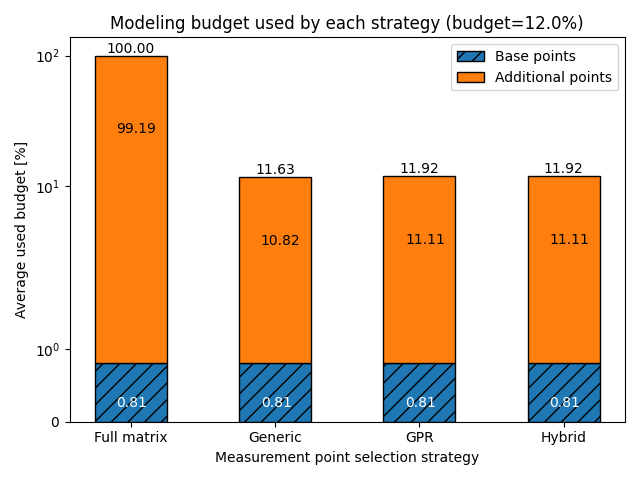 Modeling budget used by each strategy (budget=12.0%)
Base points
Additional points
100.00
99.19
11.63
10.82
11.92
11.11
11.92
11.11
0.81
0.81
0.81
0.81
10²
10¹
10⁰
0
Average used budget [%]
Full matrix
Generic
GPR
Hybrid
Measurement point selection strategy